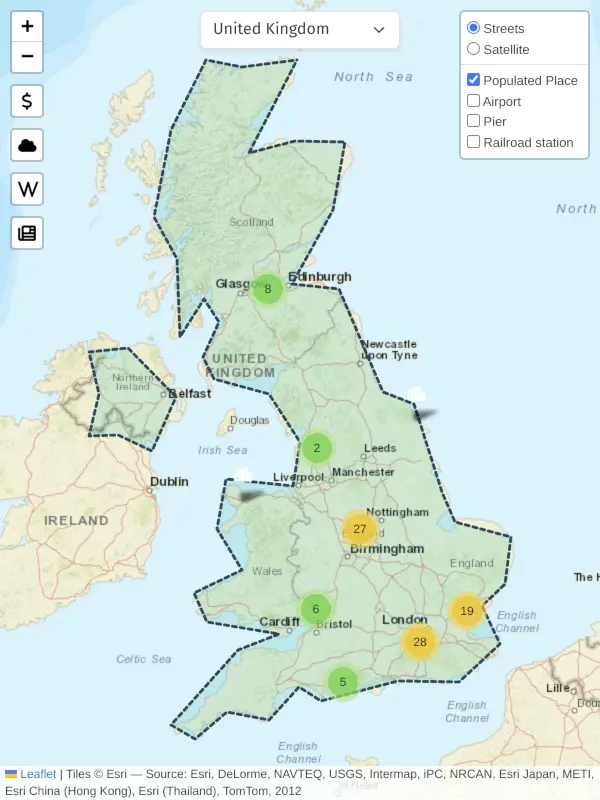 +
United Kingdom
Streets
−
Satellite
North Sea
Populated Place
$
Airport
Pier
Railroad station
W
North
Scotland
Glasgow
8
Edinburgh
Newcastle
upon Tyne
UNITED
KINGDOM
Northern
Ireland
Belfast
Douglas
Irish Sea
2
Leeds
Liverpool
Manchester
Dublin
Nottingham
IRELAND
27
Birmingham
England
Wales
The H
6
19
Cardiff
Bristol
London
English
Channel
28
Celtic Sea
5
Lille
English
Channel
English
Channel
Leaflet | Tiles © Esri — Source: Esri, DeLorme, NAVTEQ, USGS, Intermap, iPC, NRCAN, Esri Japan, METI,
Esri China (Hong Kong), Esri (Thailand), TomTom, 2012